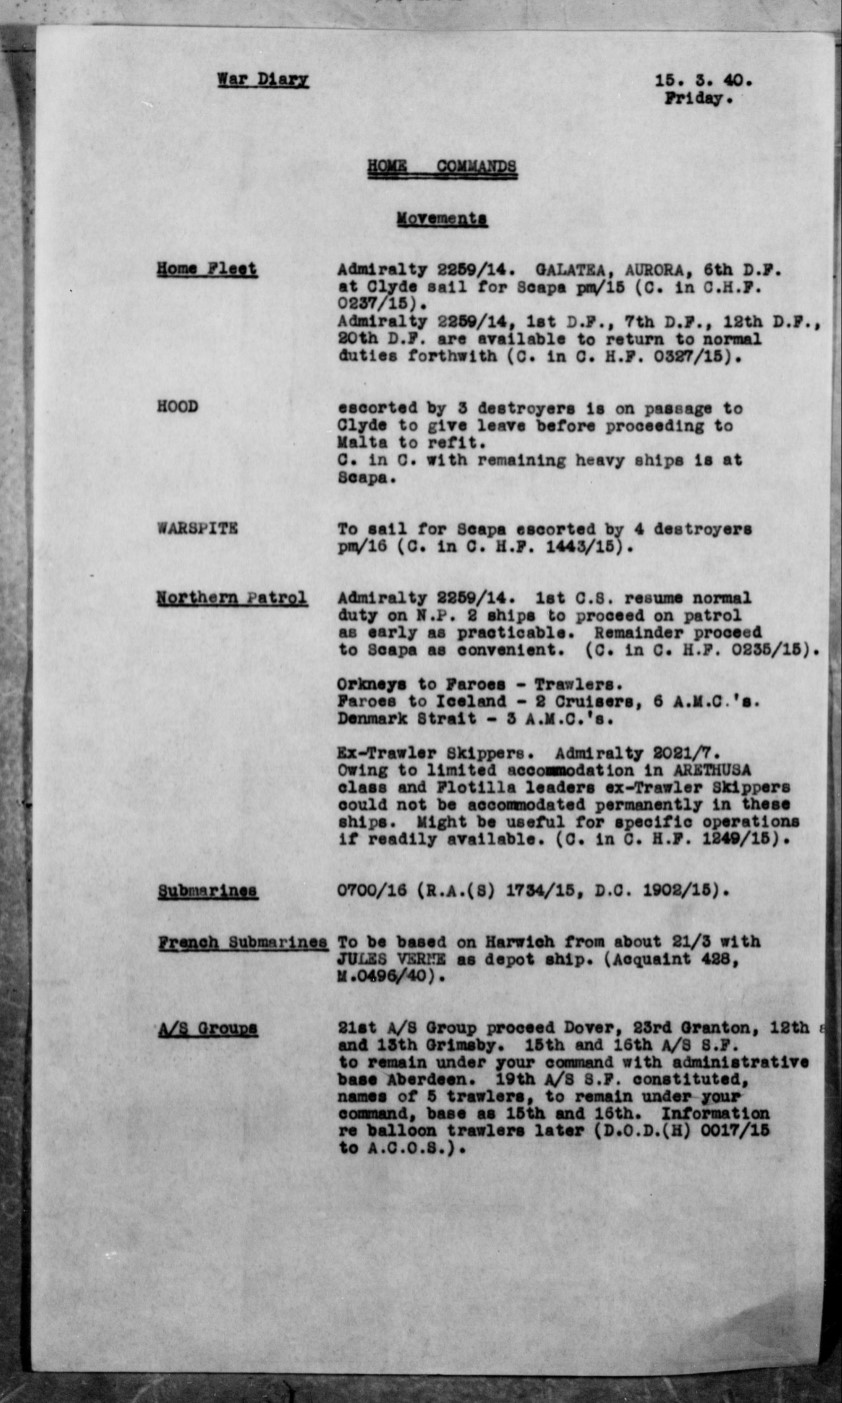 War Diary 15. 3. 40.
Friday.
HOME COMMANDS
Movements
Home Fleet Admiralty 2259/14. GALATEA, AURORA, 6th D.F.
at Clyde sail for Scapa pm/15 (C. in C.H.F.
0237/15).
Admiralty 2259/14, 1st D.F., 7th D.F., 12th D.F.,
20th D.F. are available to return to normal
duties forthwith (C. in C. H.F. 0327/15).
HOOD escorted by 3 destroyers is on passage to
Clyde to give leave before proceeding to
Malta to refit.
C. in C. with remaining heavy ships is at
Scapa.
WARSPITE To sail for Scapa escorted by 4 destroyers
pm/16 (C. in C. H.F. 1443/15).
Northern Patrol Admiralty 2259/14. 1st C.S. resume normal
duty on N.P. 2 ships to proceed on patrol
as early as practicable. Remainder proceed
to Scapa as convenient. (C. in C. H.F. 0235/15).
Orkneys to Faroes - Trawlers.
Faroes to Iceland - 2 Cruisers, 6 A.M.C.'s.
Denmark Strait - 3 A.M.C.'s.
Ex-Trawler Skippers. Admiralty 2021/7.
Owing to limited accommodation in ARETHUSA
class and Flotilla leaders ex-Trawler Skippers
could not be accommodated permanently in these
ships. Might be useful for specific operations
if readily available. (C. in C. H.F. 1249/15).
Submarines 0700/16 (R.A.(S) 1734/15, D.C. 1902/15).
French Submarines To be based on Harwich from about 21/3 with
JULES VERNE as depot ship. (Acquaint 428,
M.0496/40).
A/S Groups 21st A/S Group proceed Dover, 23rd Granton, 12th
and 13th Grimsby. 15th and 16th A/S S.F.
to remain under your command with administrative
base Aberdeen. 19th A/S S.F. constituted,
names of 5 trawlers, to remain under your
command, base as 15th and 16th. Information
re balloon trawlers later (D.O.D.(H) 0017/15
to A.C.O.S.).